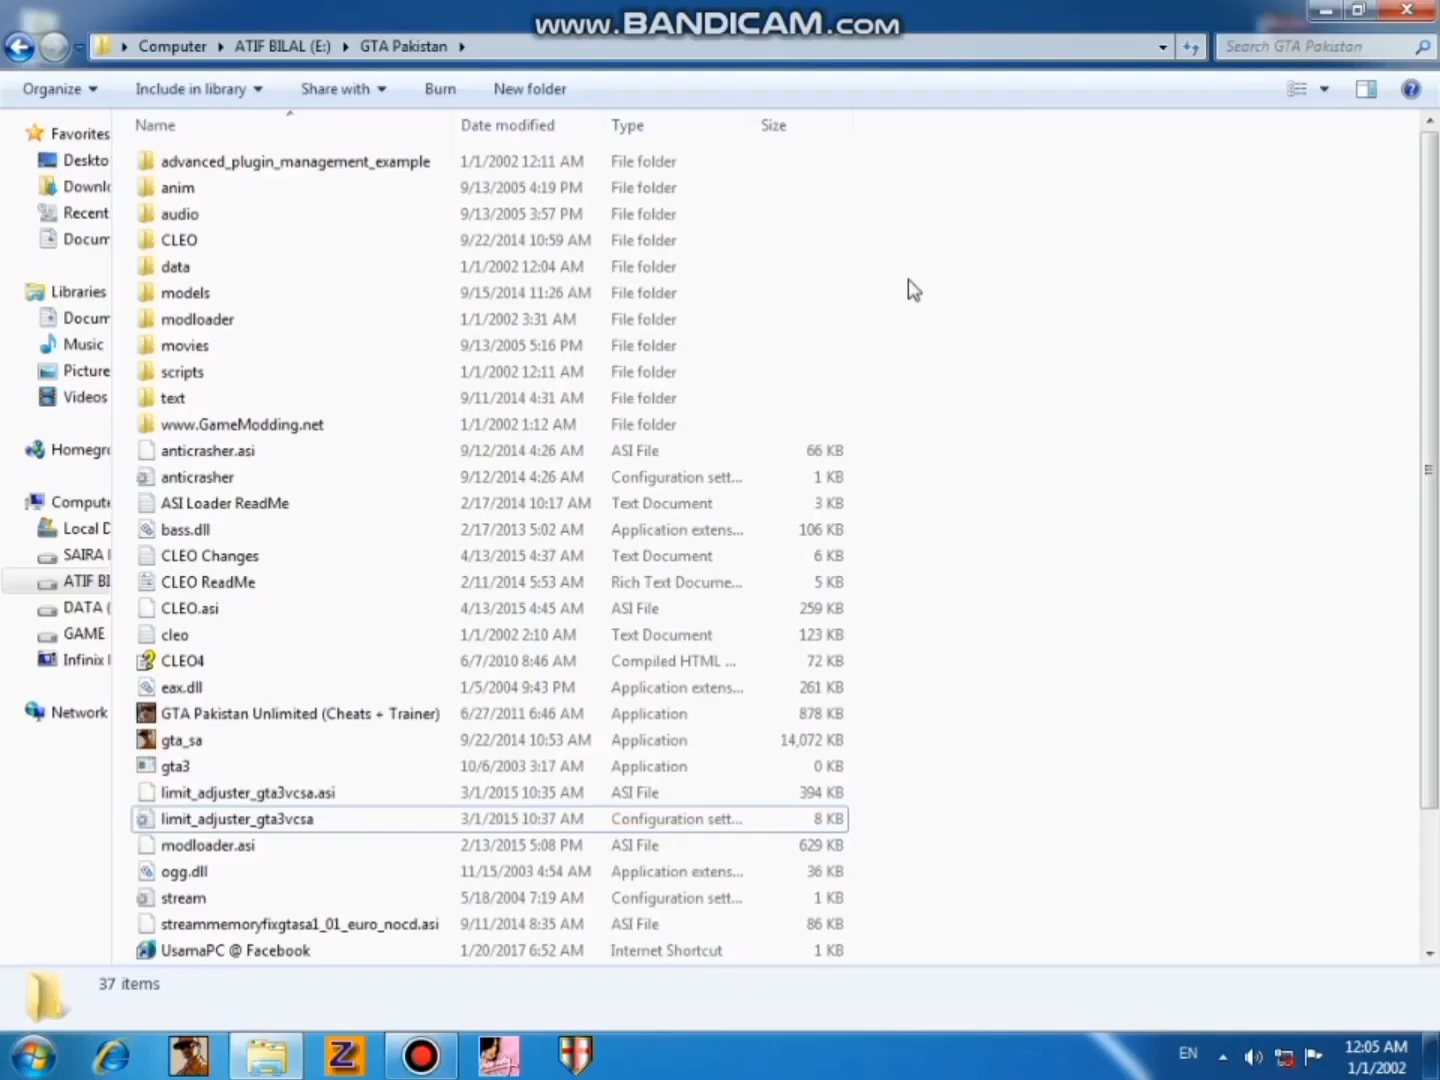 www.BANDICAM.com
Computer ATIF BILAL (E:) GTA Pakistan
Search GTA Pakistan
Organize Include in library Share with Burn New folder
Name Date modified Type Size
Favorites
Deskto
Downl
Recent
Docum
Libraries
Docum
Music
Picture
Videos
Homegr
Compute
Local D
SAIRA
ATIF BI
DATA (
GAME
Infinix
Network
advanced_plugin_management_example 1/1/2002 12:11 AM File folder
anim 9/13/2005 4:19 PM File folder
audio 9/13/2005 3:57 PM File folder
CLEO 9/22/2014 10:59 AM File folder
data 1/1/2002 12:04 AM File folder
models 9/15/2014 11:26 AM File folder
modloader 1/1/2002 3:31 AM File folder
movies 9/13/2005 5:16 PM File folder
scripts 1/1/2002 12:11 AM File folder
text 9/11/2014 4:31 AM File folder
www.GameModding.net 1/1/2002 1:12 AM File folder
anticrasher.asi 9/12/2014 4:26 AM ASI File 66 KB
anticrasher 9/12/2014 4:26 AM Configuration sett... 1 KB
ASI Loader ReadMe 2/17/2014 10:17 AM Text Document 3 KB
bass.dll 2/17/2013 5:02 AM Application extens... 106 KB
CLEO Changes 4/13/2015 4:37 AM Text Document 6 KB
CLEO ReadMe 2/11/2014 5:53 AM Rich Text Docume... 5 KB
CLEO.asi 4/13/2015 4:45 AM ASI File 259 KB
cleo 1/1/2002 2:10 AM Text Document 123 KB
CLEO4 6/7/2010 8:46 AM Compiled HTML ... 72 KB
eax.dll 1/5/2004 9:43 PM Application extens... 261 KB
GTA Pakistan Unlimited (Cheats + Trainer) 6/27/2011 6:46 AM Application 878 KB
gta_sa 9/22/2014 10:53 AM Application 14,072 KB
gta3 10/6/2003 3:17 AM Application 0 KB
limit_adjuster_gta3vcsa.asi 3/1/2015 10:35 AM ASI File 394 KB
limit_adjuster_gta3vcsa 3/1/2015 10:37 AM Configuration sett... 8 KB
modloader.asi 2/13/2015 5:08 PM ASI File 629 KB
ogg.dll 11/15/2003 4:54 AM Application extens... 36 KB
stream 5/18/2004 7:19 AM Configuration sett... 1 KB
streammemoryfixgtasa1_01_euro_nocd.asi 9/11/2014 8:35 AM ASI File 86 KB
UsamaPC @ Facebook 1/20/2017 6:52 AM Internet Shortcut 1 KB
37 items
EN
12:05 AM
1/1/2002